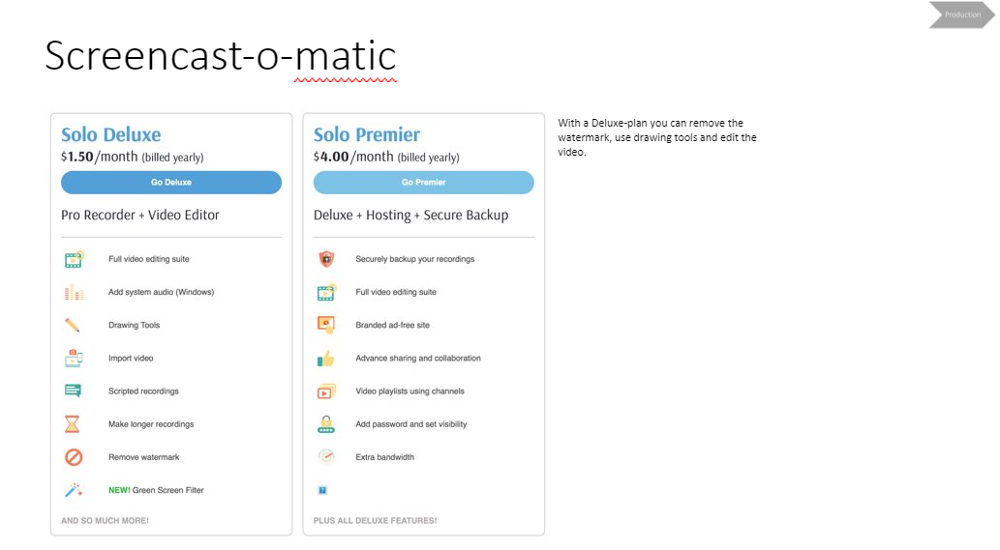 Production
Screencast-o-matic
Solo Deluxe
$1.50/month (billed yearly)
Go Deluxe
Pro Recorder + Video Editor
Full video editing suite
Add system audio (Windows)
Drawing Tools
Import video
Scripted recordings
Make longer recordings
Remove watermark
NEW! Green Screen Filter
AND SO MUCH MORE!
Solo Premier
$4.00/month (billed yearly)
Go Premier
Deluxe + Hosting + Secure Backup
Securely backup your recordings
Full video editing suite
Branded ad-free site
Advance sharing and collaboration
Video playlists using channels
Add password and set visibility
Extra bandwidth
PLUS ALL DELUXE FEATURES!
With a Deluxe-plan you can remove the
watermark, use drawing tools and edit the
video.